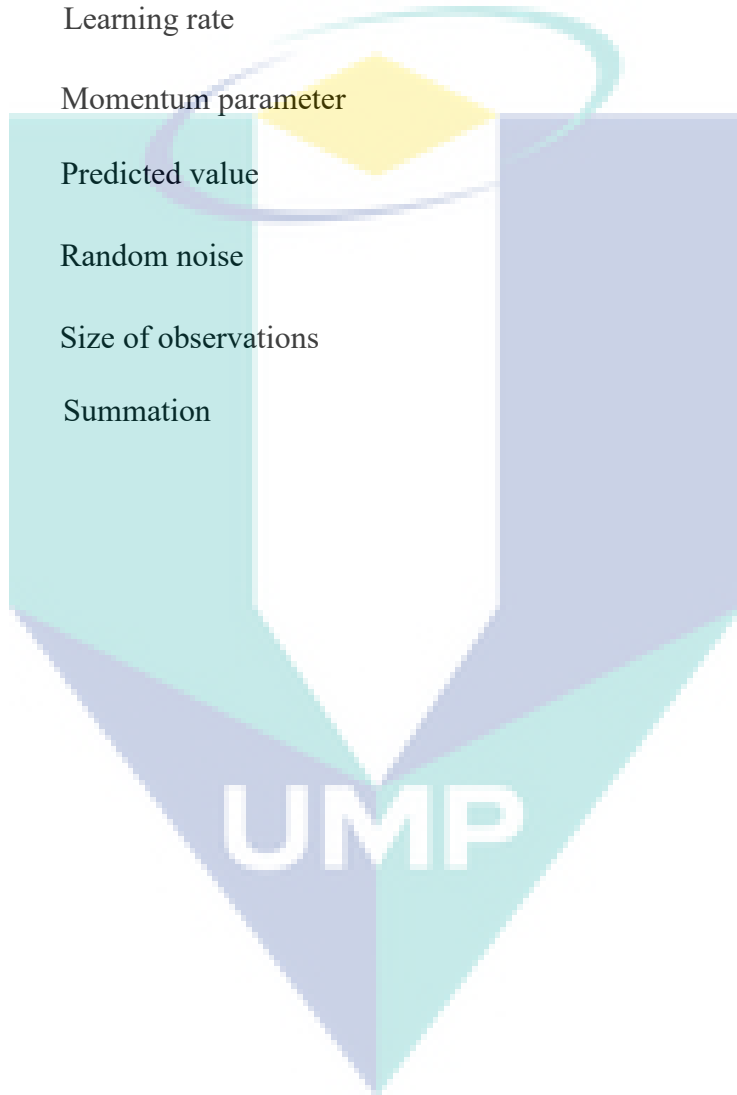 Learning rate
Momentum parameter
Predicted value
Random noise
Size of observations
Summation
UMP